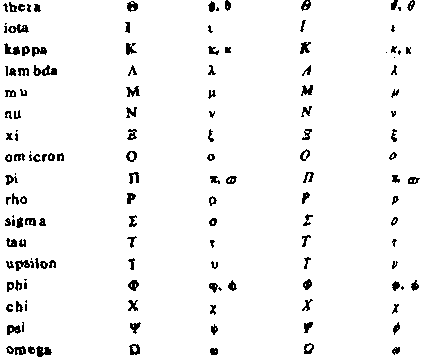 theta Θ ϑ, θ Θ ϑ, θ
iota Ι ι Ι ι
kappa Κ κ, κ Κ κ, κ
lambda Λ λ Λ λ
mu Μ μ Μ μ
nu Ν ν Ν ν
xi Ξ ξ Ξ ξ
omicron Ο ο Ο ο
pi Π π, ϖ Π π, ϖ
rho Ρ ρ Ρ ρ
sigma Σ σ Σ σ
tau Τ τ Τ τ
upsilon Υ υ Υ υ
phi Φ φ, ϕ Φ φ, ϕ
chi Χ χ Χ χ
psi Ψ ψ Ψ ψ
omega Ω ω Ω ω